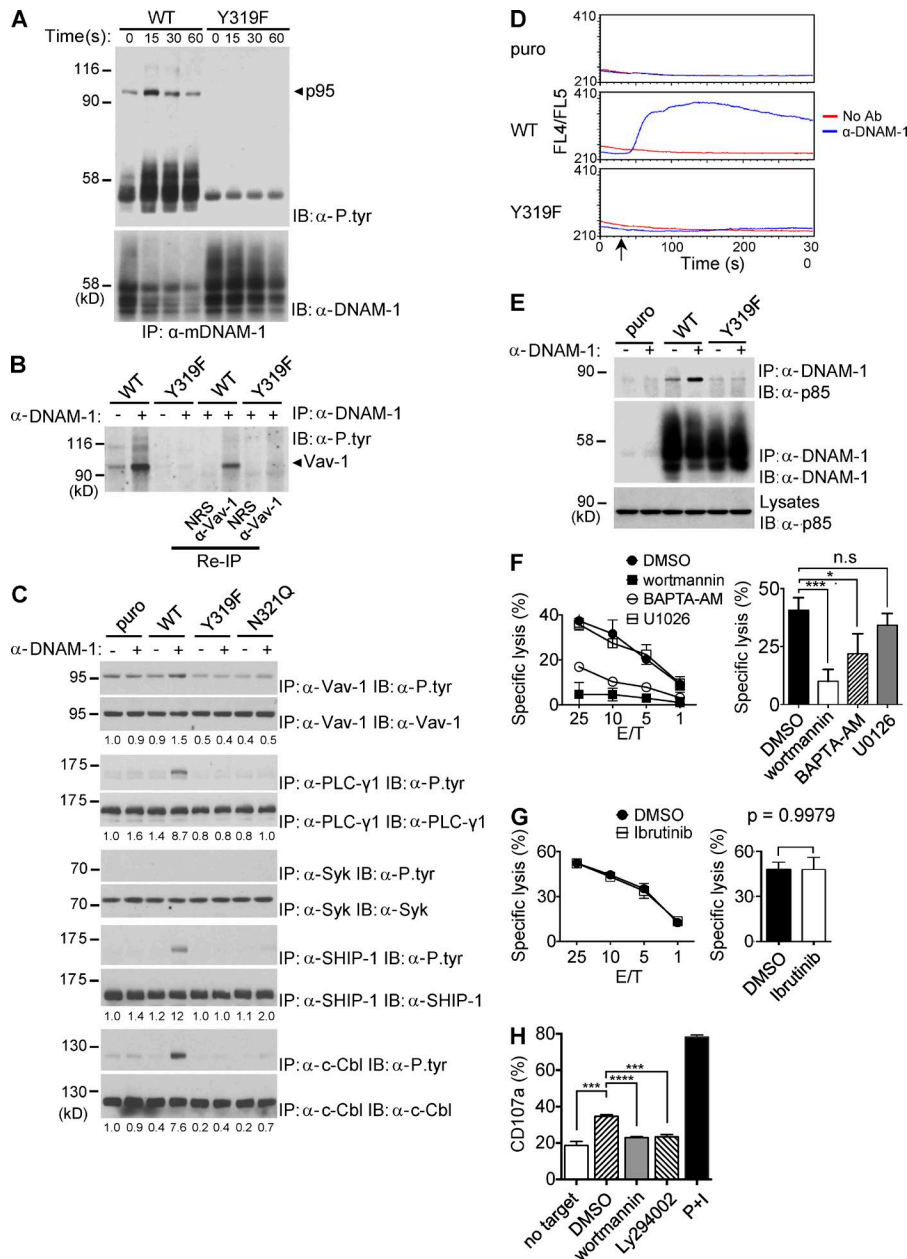 A
WT Y319F
Time(s): 0 15 30 60 0 15 30 60
116
90
p95
58
IB: α-P.tyr
58
(kD)
IB: α-DNAM-1
IP: α-mDNAM-1
B
WT Y319F WT Y319F
α-DNAM-1: - + - + + + + +
IP: α-DNAM-1
IB: α-P.tyr
116
Vav-1
90
(kD)
NRS α-Vav-1 NRS α-Vav-1
Re-IP
C
puro WT Y319F N321Q
α-DNAM-1: - + - + - + - +
95
IP: α-Vav-1 IB: α-P.tyr
95
IP: α-Vav-1 IB: α-Vav-1
1.0 0.9 0.9 1.5 0.5 0.4 0.4 0.5
175
IP: α-PLC-γ1 IB: α-P.tyr
175
IP: α-PLC-γ1 IB: α-PLC-γ1
1.0 1.6 1.4 8.7 0.8 0.8 0.8 1.0
70
IP: α-Syk IB: α-P.tyr
70
IP: α-Syk IB: α-Syk
175
IP: α-SHIP-1 IB: α-P.tyr
175
IP: α-SHIP-1 IB: α-SHIP-1
1.0 1.4 1.2 12 1.0 1.0 1.1 2.0
130
IP: α-c-Cbl IB: α-P.tyr
130
(kD)
IP: α-c-Cbl IB: α-c-Cbl
1.0 0.9 0.4 7.6 0.2 0.4 0.2 0.7
D
puro
410
210
WT
410
210
FL4/FL5
No Ab
α-DNAM-1
Y319F
410
210
0 100 200 30
0
Time (s)
E
puro WT Y319F
α-DNAM-1: - + - + - +
90
IP: α-DNAM-1
IB: α-p85
58
IP: α-DNAM-1
IB: α-DNAM-1
90
(kD)
Lysates
IB: α-p85
F
DMSO
wortmannin
BAPTA-AM
U1026
Specific lysis (%)
40
20
0
25 10 5 1
E/T
n.s
*
***
Specific lysis (%)
50
25
0
DMSO
wortmannin
BAPTA-AM
U0126
G
DMSO
Ibrutinib
Specific lysis (%)
60
30
0
25 10 5 1
E/T
p = 0.9979
Specific lysis (%)
60
30
0
DMSO
Ibrutinib
H
CD107a (%)
80
60
40
20
0
***
****
***
no target
DMSO
wortmannin
Ly294002
P+I